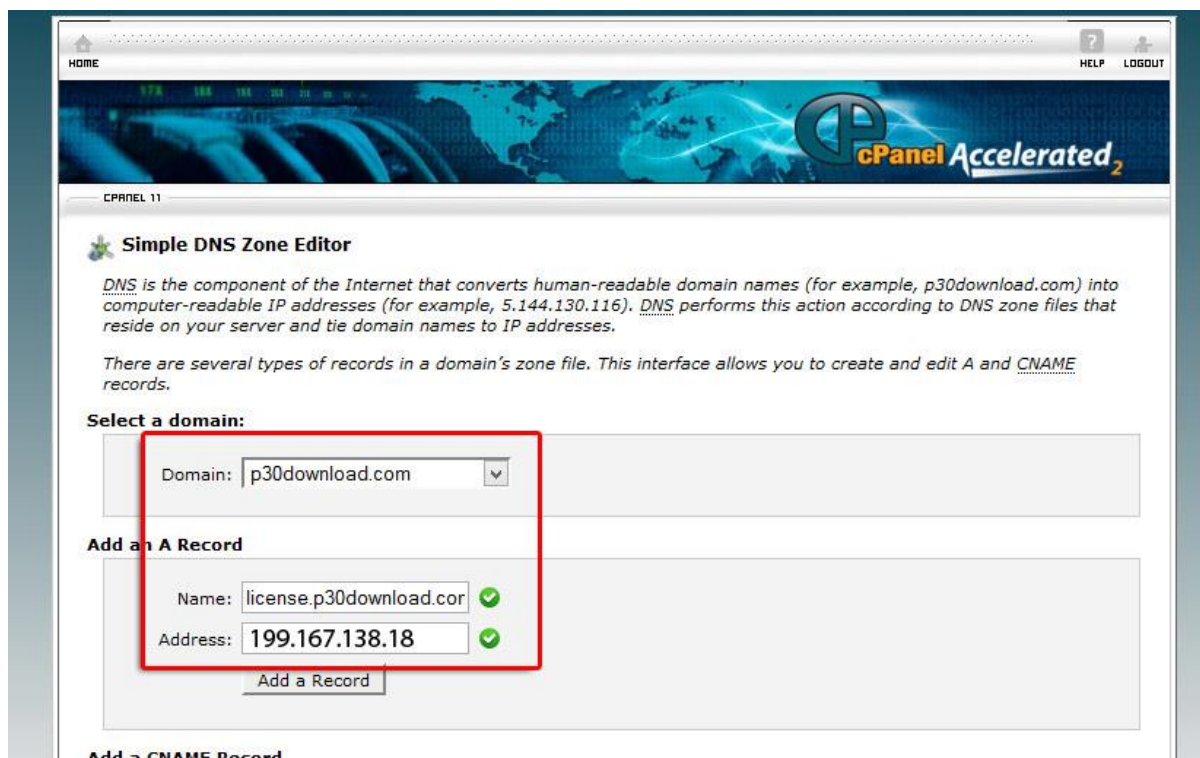 HOME
HELP LOGOUT
cPanel Accelerated2
CPANEL 11
Simple DNS Zone Editor
DNS is the component of the Internet that converts human-readable domain names (for example, p30download.com) into
computer-readable IP addresses (for example, 5.144.130.116). DNS performs this action according to DNS zone files that
reside on your server and tie domain names to IP addresses.
There are several types of records in a domain's zone file. This interface allows you to create and edit A and CNAME
records.
Select a domain:
Domain: p30download.com
Add an A Record
Name: license.p30download.cor
Address: 199.167.138.18
Add a Record
Add a CNAME Record